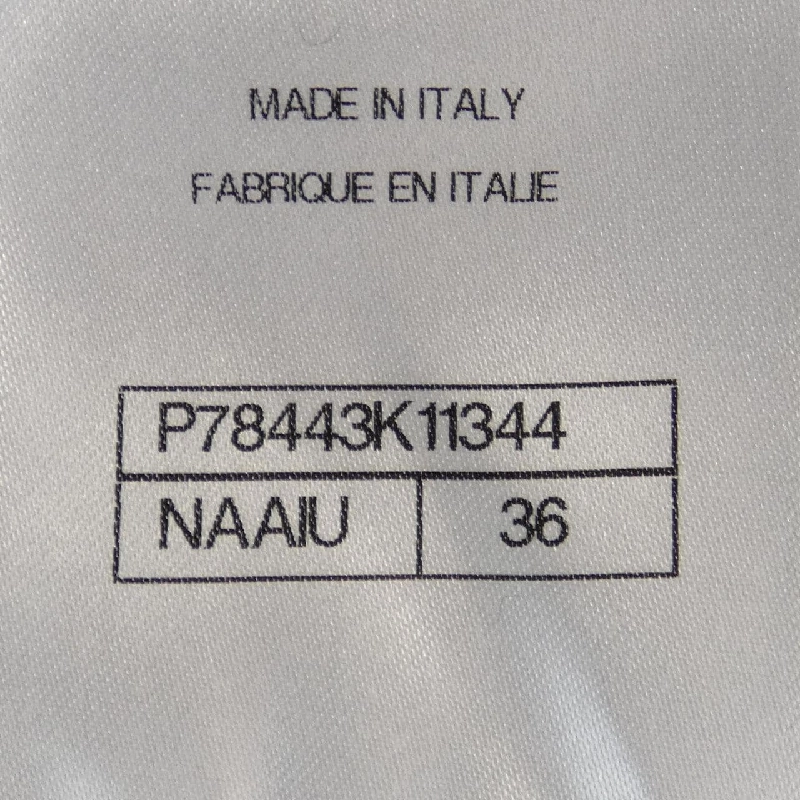 MADE IN ITALY
FABRIQUE EN ITALIE
P78443K11344
NAAIU 36